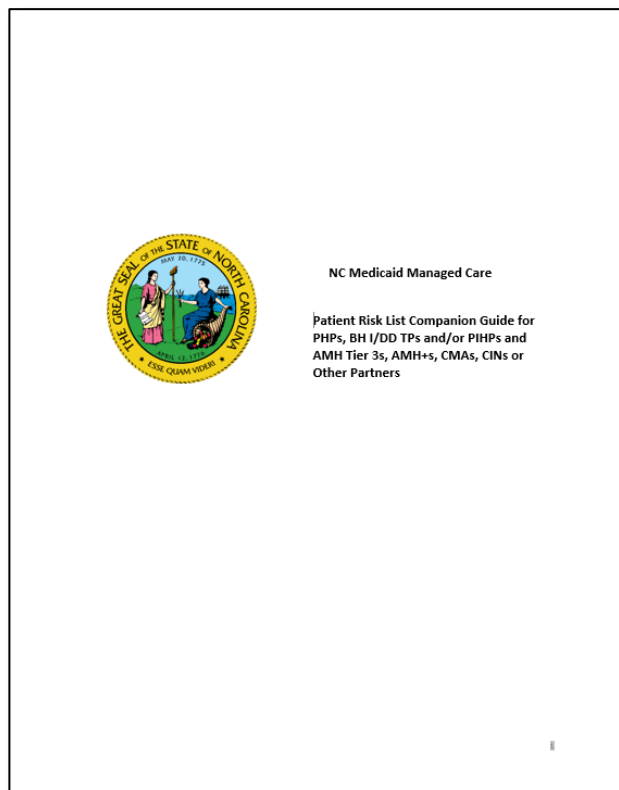 THE GREAT SEAL OF THE STATE OF NORTH CAROLINA
MAY 20, 1775
APRIL 12, 1776
★ ESSE QUAM VIDERI ★
NC Medicaid Managed Care
Patient Risk List Companion Guide for
PHPs, BH I/DD TPs and/or PIHPs and
AMH Tier 3s, AMH+s, CMAs, CINs or
Other Partners